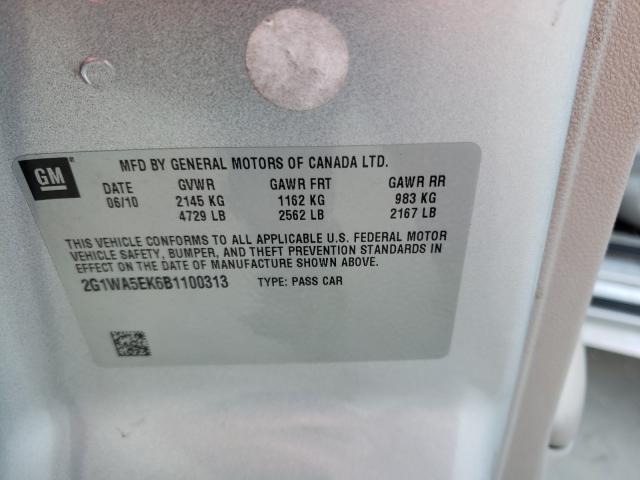 GM
MFD BY GENERAL MOTORS OF CANADA LTD.
DATE GVWR GAWR FRT GAWR RR
06/10 2145 KG 1162 KG 983 KG
4729 LB 2562 LB 2167 LB
THIS VEHICLE CONFORMS TO ALL APPLICABLE U.S. FEDERAL MOTOR
VEHICLE SAFETY, BUMPER, AND THEFT PREVENTION STANDARDS IN
EFFECT ON THE DATE OF MANUFACTURE SHOWN ABOVE.
2G1WA5EK6B1100313 TYPE: PASS CAR